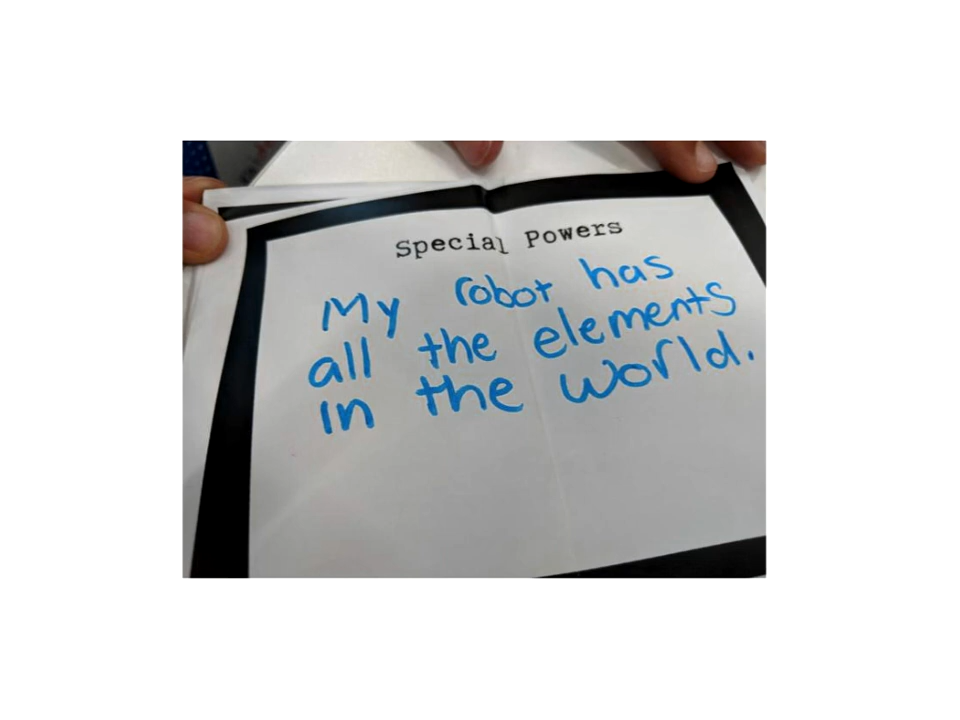 Special Powers
My robot has
all the elements
in the world.